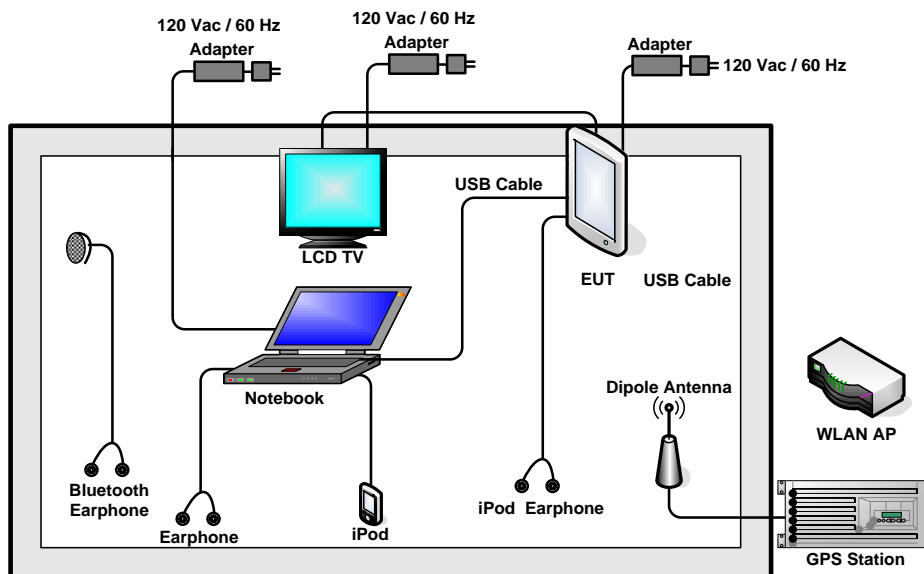 120 Vac / 60 Hz
Adapter
120 Vac / 60 Hz
Adapter
Adapter
120 Vac / 60 Hz
USB Cable
LCD TV
EUT
USB Cable
Notebook
Dipole Antenna
WLAN AP
Bluetooth
Earphone
Earphone
iPod
iPod Earphone
GPS Station